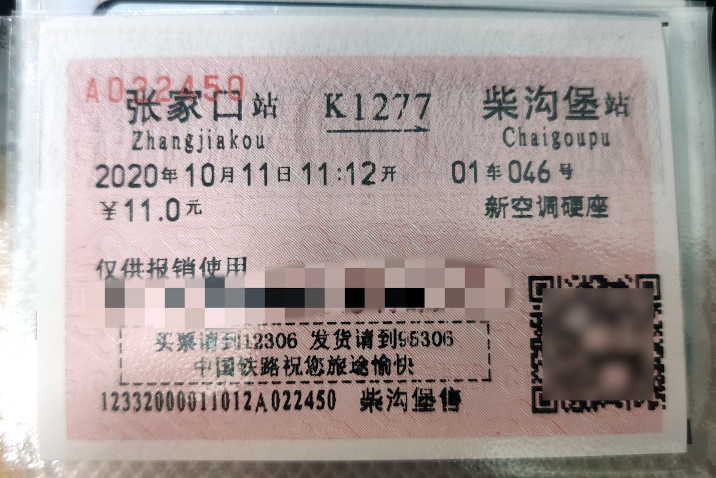 A022450
张家口站 K1277 柴沟堡站
Zhangjiakou Chaigoupu
2020年10月11日11:12开 01车046号
¥11.0元 新空调硬座
仅供报销使用
买票请到12306 发货请到95306
中国铁路祝您旅途愉快
12332000011012A022450 柴沟堡售